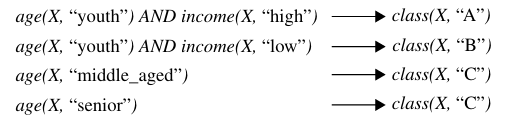 age(X, “youth”) AND income(X, “high”) ⟶ class(X, “A”)
age(X, “youth”) AND income(X, “low”) ⟶ class(X, “B”)
age(X, “middle_aged”) ⟶ class(X, “C”)
age(X, “senior”) ⟶ class(X, “C”)